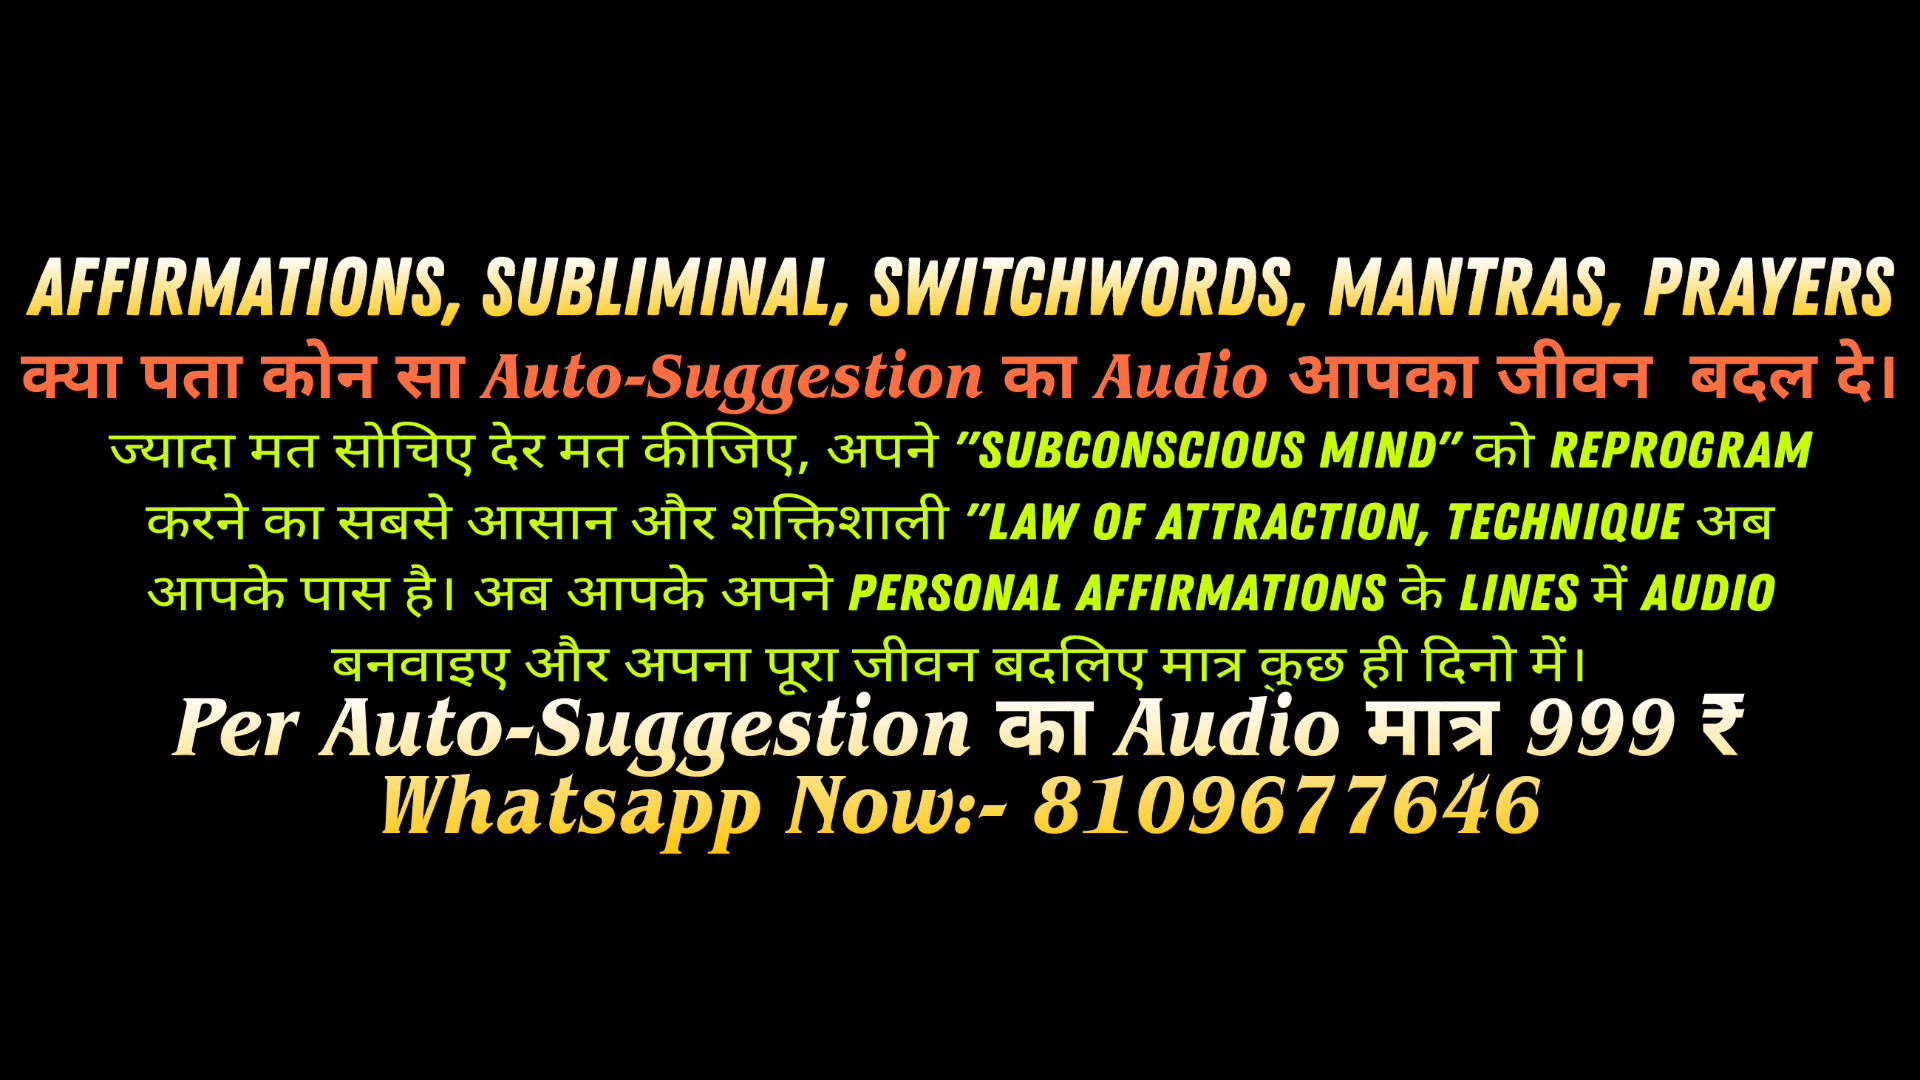 AFFIRMATIONS, SUBLIMINAL, SWITCHWORDS, MANTRAS, PRAYERS
क्या पता कोन सा Auto-Suggestion का Audio आपका जीवन  बदल दे।
ज्यादा मत सोचिए देर मत कीजिए, अपने "SUBCONSCIOUS MIND" को REPROGRAM
करने का सबसे आसान और शक्तिशाली "LAW OF ATTRACTION, TECHNIQUE अब
आपके पास है। अब आपके अपने PERSONAL AFFIRMATIONS के LINES में AUDIO
बनवाइए और अपना पूरा जीवन बदलिए मात्र कुछ ही दिनो में।
Per Auto-Suggestion का Audio मात्र 999 ₹
Whatsapp Now:- 8109677646